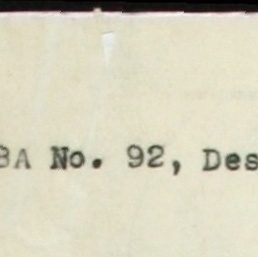 BA No. 92, Des